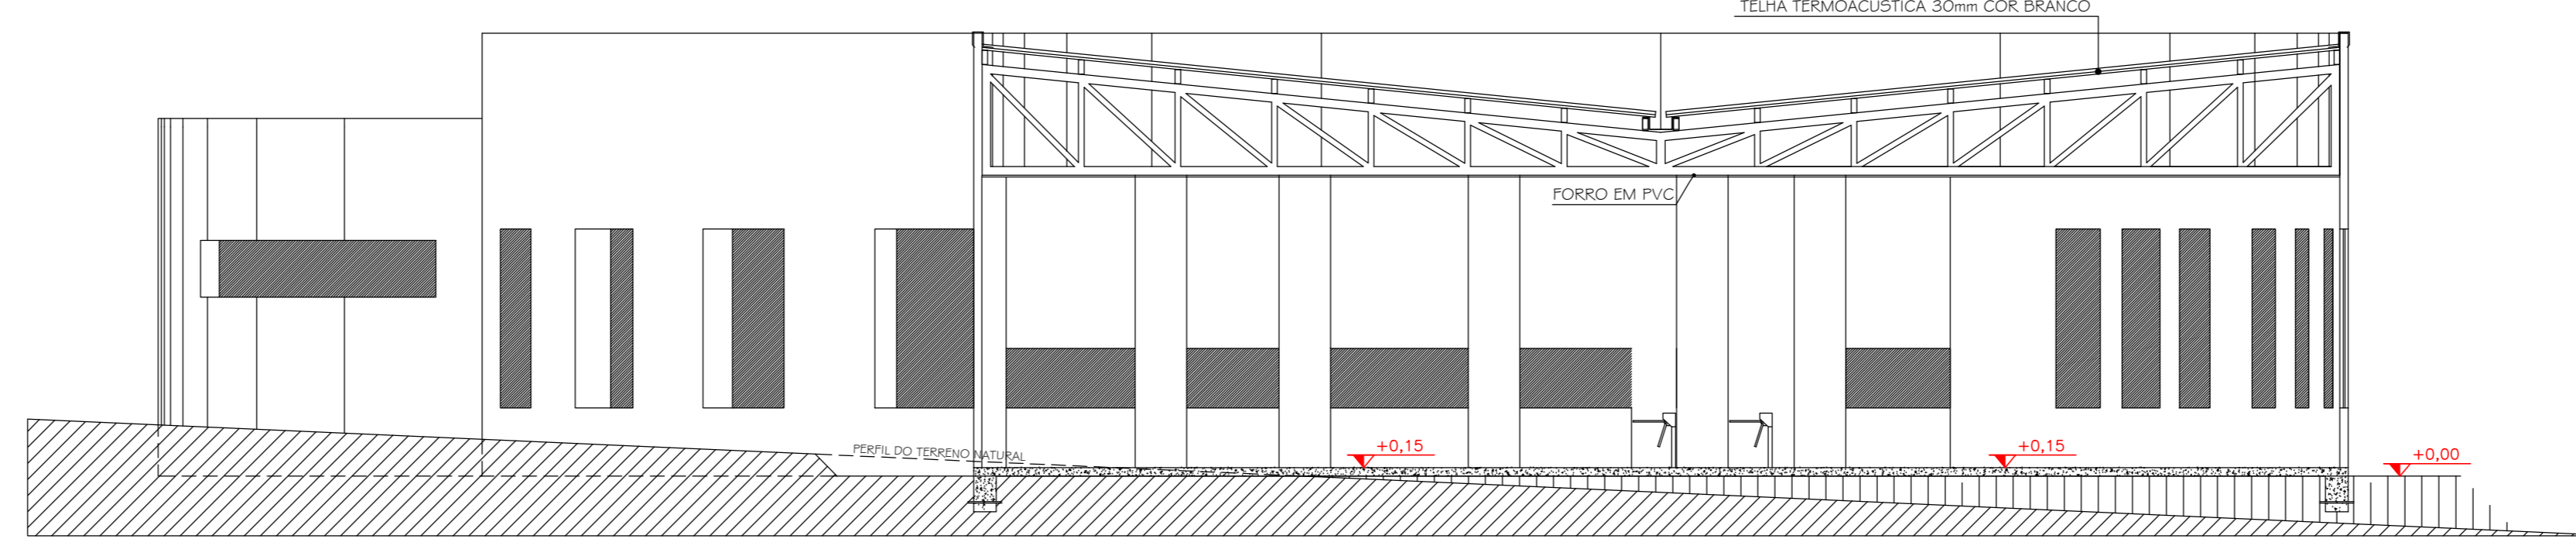 TELHA TERMOACÚSTICA 30mm COR BRANCO
FORRO EM PVC
PERFIL DO TERRENO NATURAL
+0,15
+0,15
+0,00